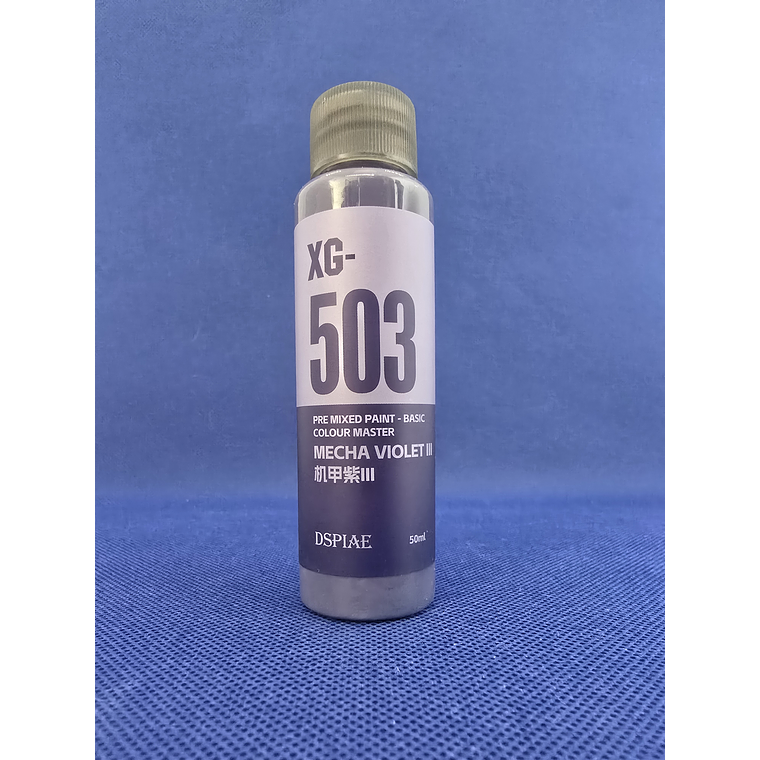 XG-
503
PRE MIXED PAINT - BASIC
COLOUR MASTER
MECHA VIOLET III
机甲紫III
DSPIAE
50ml